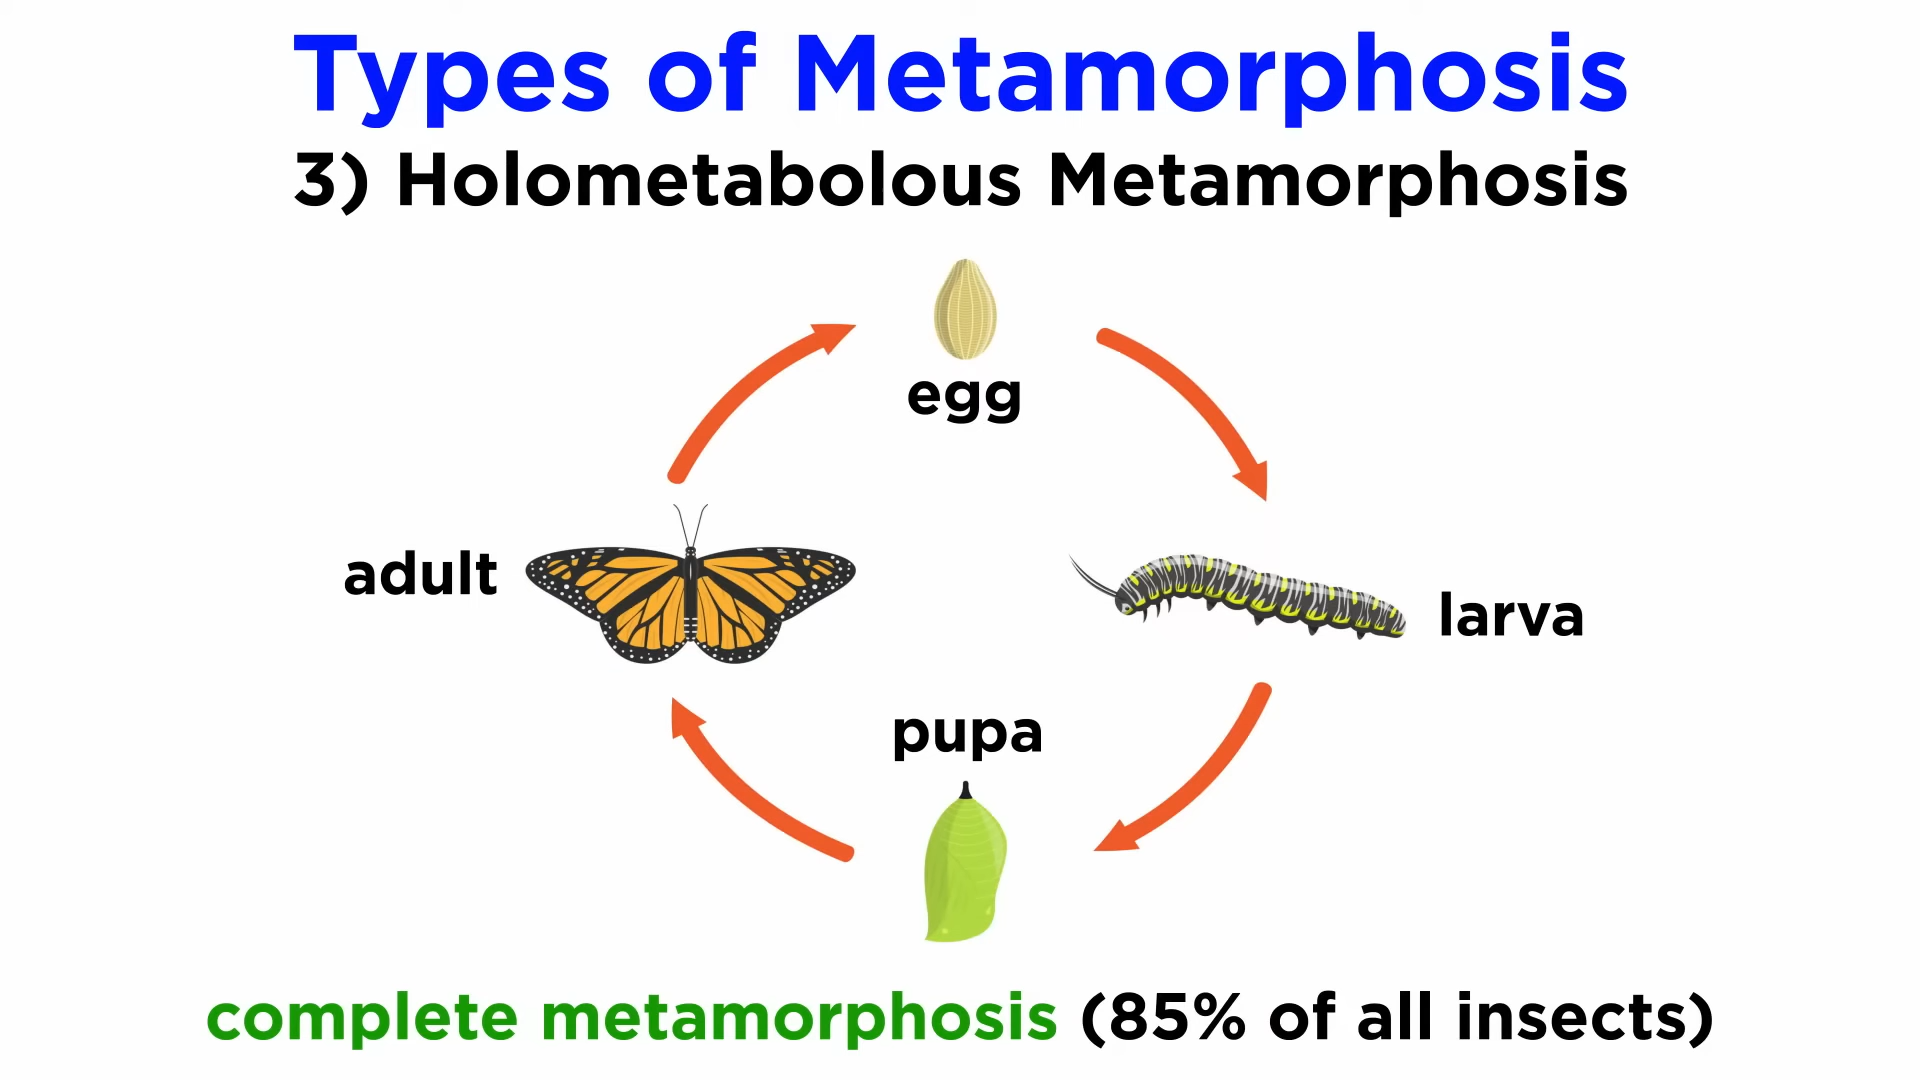 Types of Metamorphosis
3) Holometabolous Metamorphosis
egg
adult
larva
pupa
complete metamorphosis (85% of all insects)